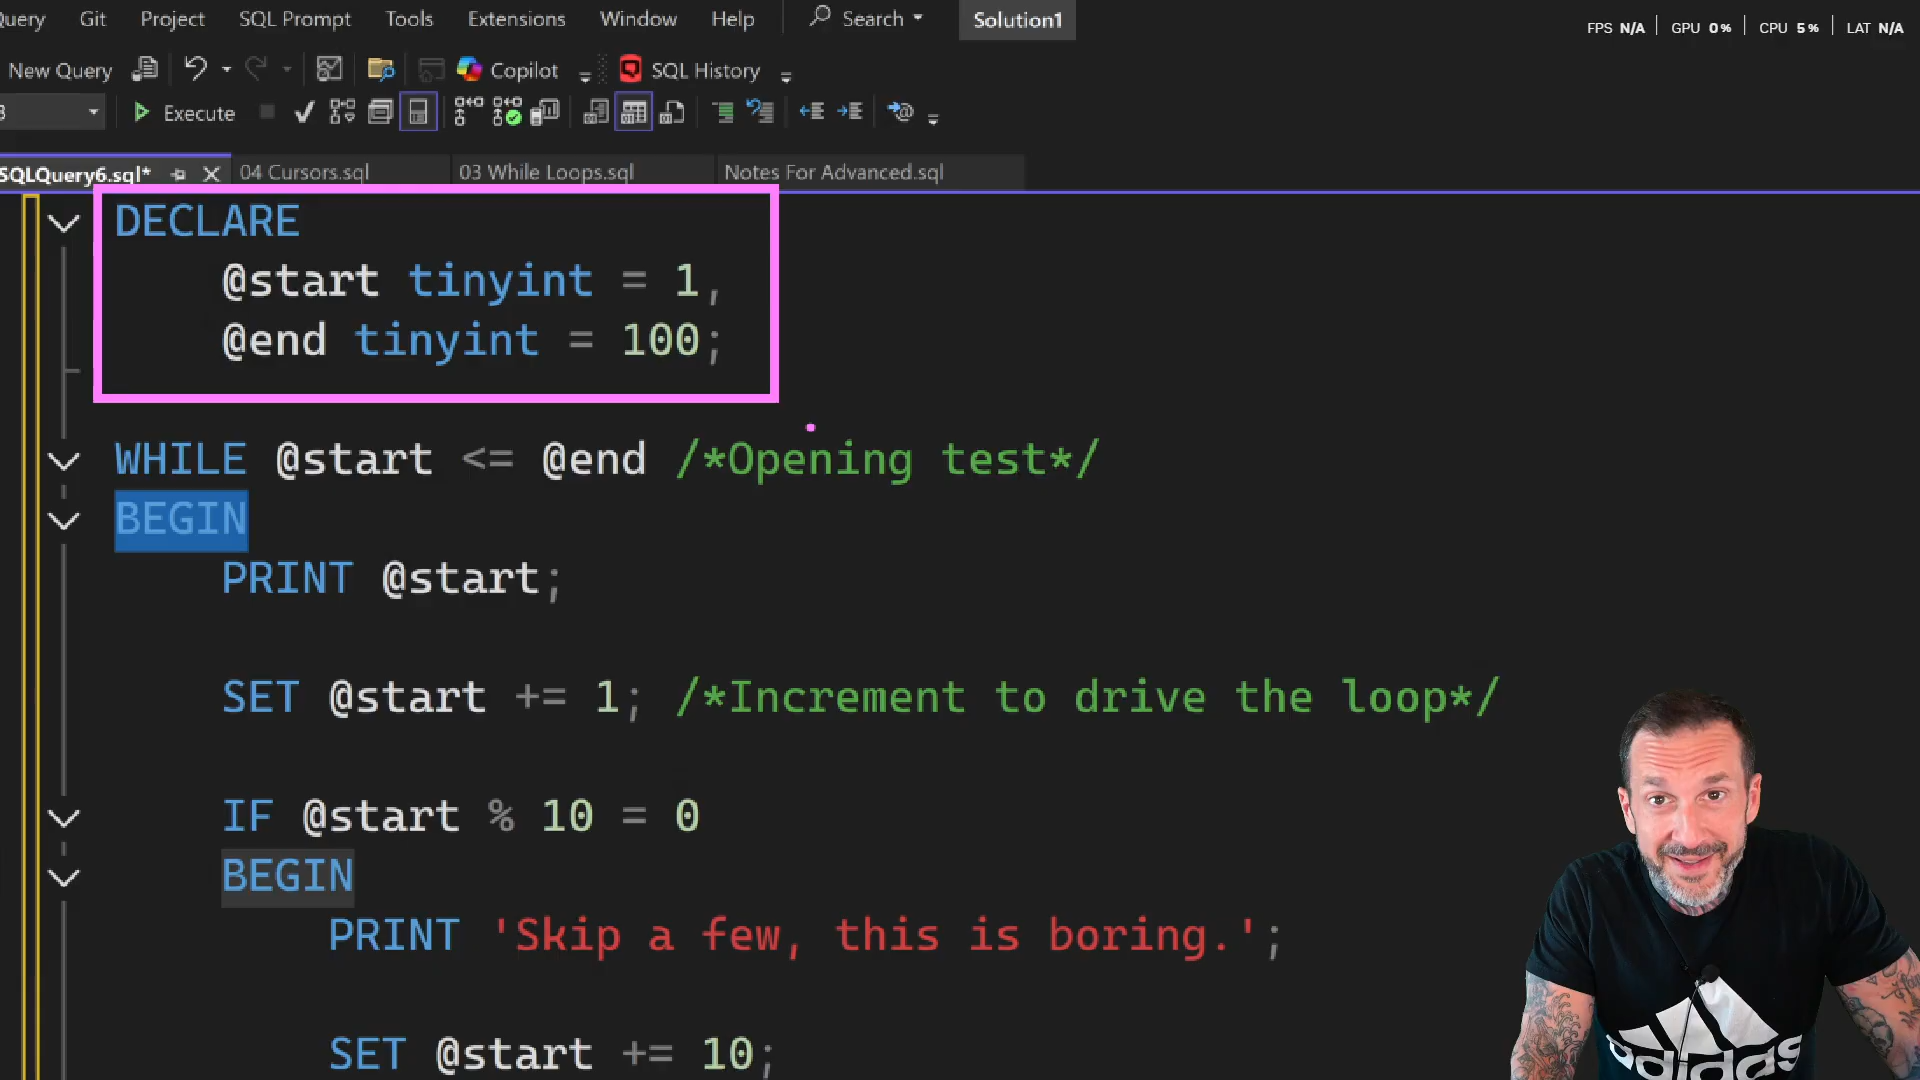 Query Git Project SQL Prompt Tools Extensions Window Help Search Solution1
FPS N/A GPU 0% CPU 5% LAT N/A
New Query Copilot SQL History
Execute
SQLQuery6.sql* 04 Cursors.sql 03 While Loops.sql Notes For Advanced.sql
DECLARE
@start tinyint = 1,
@end tinyint = 100;
WHILE @start <= @end /*Opening test*/
BEGIN
PRINT @start;
SET @start += 1; /*Increment to drive the loop*/
IF @start % 10 = 0
BEGIN
PRINT 'Skip a few, this is boring.';
SET @start += 10;
adidas